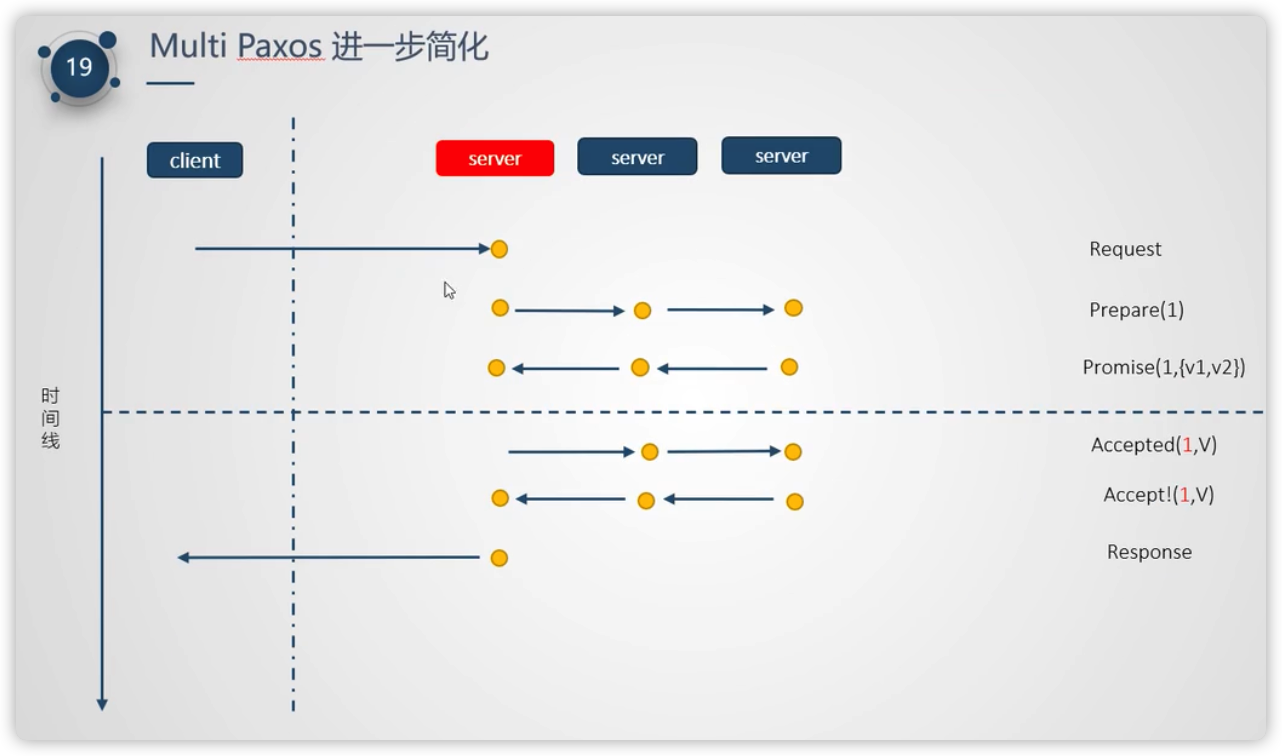 19
Multi Paxos 进一步简化
client
server
server
server
Request
Prepare(1)
Promise(1,{v1,v2})
时
间
线
Accepted(1,V)
Accept!(1,V)
Response